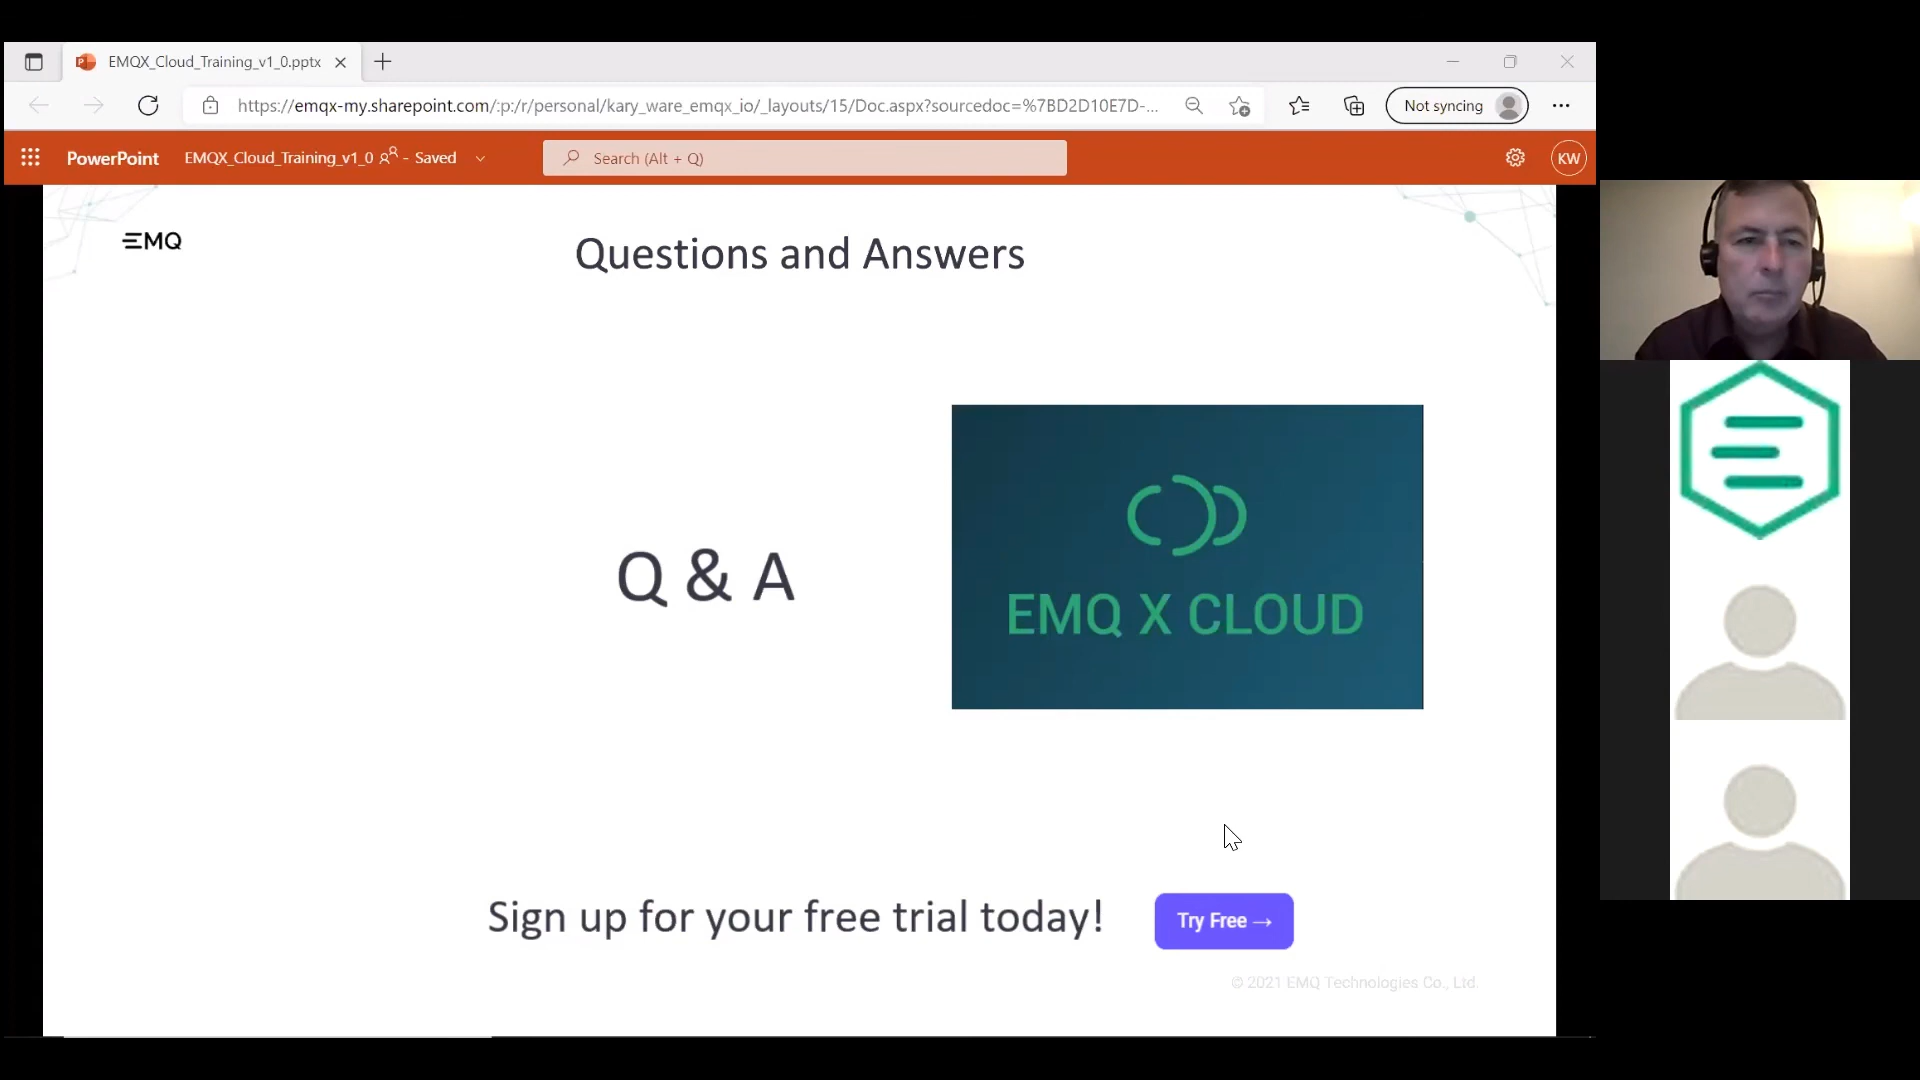 EMQX_Cloud_Training_v1_0.pptx
https://emqx-my.sharepoint.com/:p:/r/personal/kary_ware_emqx_io/_layouts/15/Doc.aspx?sourcedoc=%7BD2D10E7D-...
Not syncing
PowerPoint
EMQX_Cloud_Training_v1_0 - Saved
Search (Alt + Q)
KW
EMQ
Questions and Answers
Q & A
EMQ X CLOUD
Sign up for your free trial today!
Try Free →
© 2021 EMQ Technologies Co., Ltd.